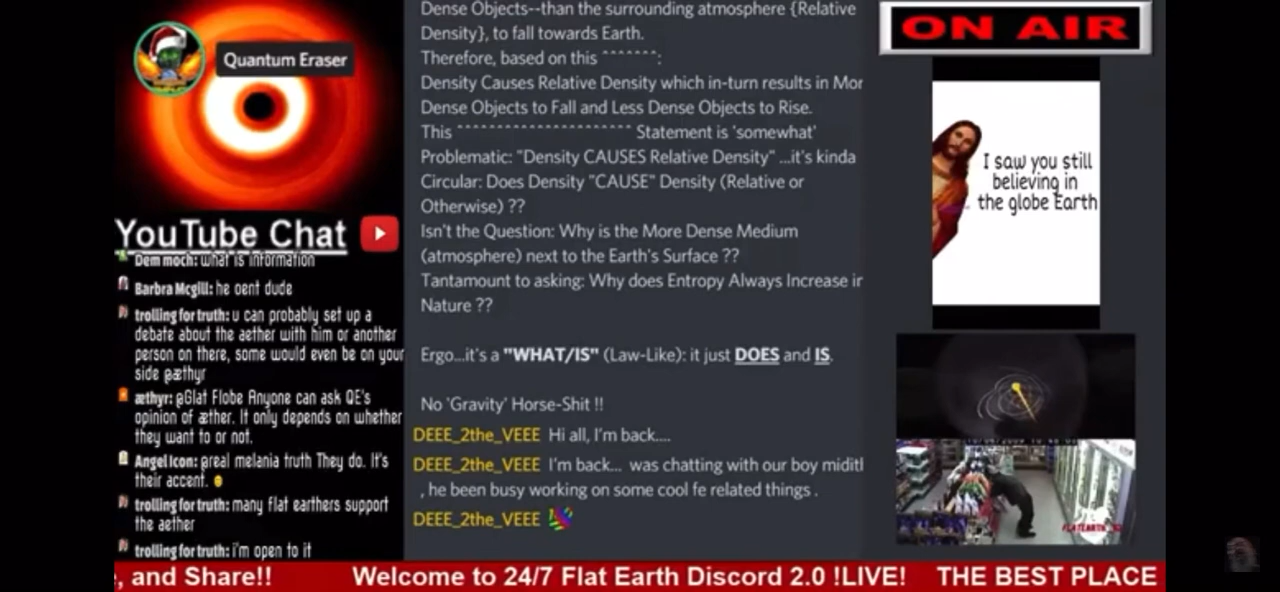 Quantum Eraser
YouTube Chat
Dem moch: what is information
Barbra Mcgill: he oent dude
trolling for truth: u can probably set up a
debate about the aether with him or another
person on there, some would even be on your
side @æthyr
æthyr: @Glat Flobe Anyone can ask QE's
opinion of æther. It only depends on whether
they want to or not.
Angel Icon: @real melania truth They do. It's
their accent.
trolling for truth: many flat earthers support
the aether
trolling for truth: i'm open to it
Dense Objects--than the surrounding atmosphere {Relative
Density}, to fall towards Earth.
Therefore, based on this ^^^^^^^:
Density Causes Relative Density which in-turn results in Mor
Dense Objects to Fall and Less Dense Objects to Rise.
This ^^^^^^^^^^^^^^^^^^^^^^^ Statement is 'somewhat'
Problematic: "Density CAUSES Relative Density" ...it's kinda
Circular: Does Density "CAUSE" Density (Relative or
Otherwise) ??
Isn't the Question: Why is the More Dense Medium
(atmosphere) next to the Earth's Surface ??
Tantamount to asking: Why does Entropy Always Increase in
Nature ??
Ergo...it's a "WHAT/IS" (Law-Like): it just DOES and IS.
No 'Gravity' Horse-Shit !!
DEEE_2the_VEEE Hi all, I'm back....
DEEE_2the_VEEE I'm back... was chatting with our boy miditl
, he been busy working on some cool fe related things .
DEEE_2the_VEEE
ON AIR
I saw you still
believing in
the globe Earth
, and Share!! Welcome to 24/7 Flat Earth Discord 2.0 !LIVE! THE BEST PLACE